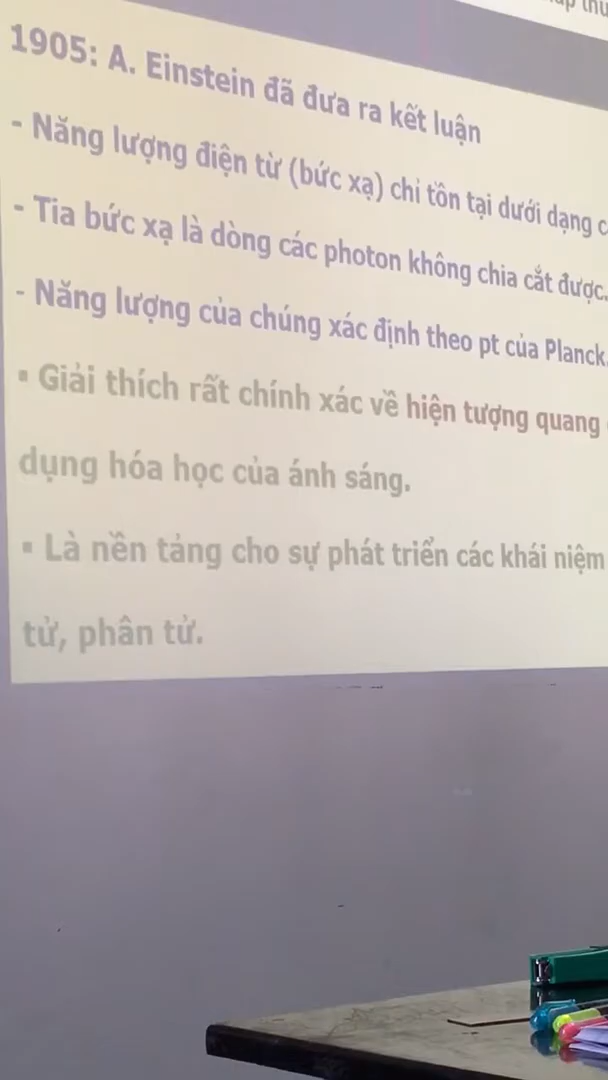 1905: A. Einstein đã đưa ra kết luận
- Năng lượng điện từ (bức xạ) chỉ tồn tại dưới dạng
- Tia bức xạ là dòng các photon không chia cắt được.
- Năng lượng của chúng xác định theo pt của Planck.
▪ Giải thích rất chính xác về hiện tượng quang
dụng hóa học của ánh sáng.
▪ Là nền tảng cho sự phát triển các khái niệm
tử, phân tử.